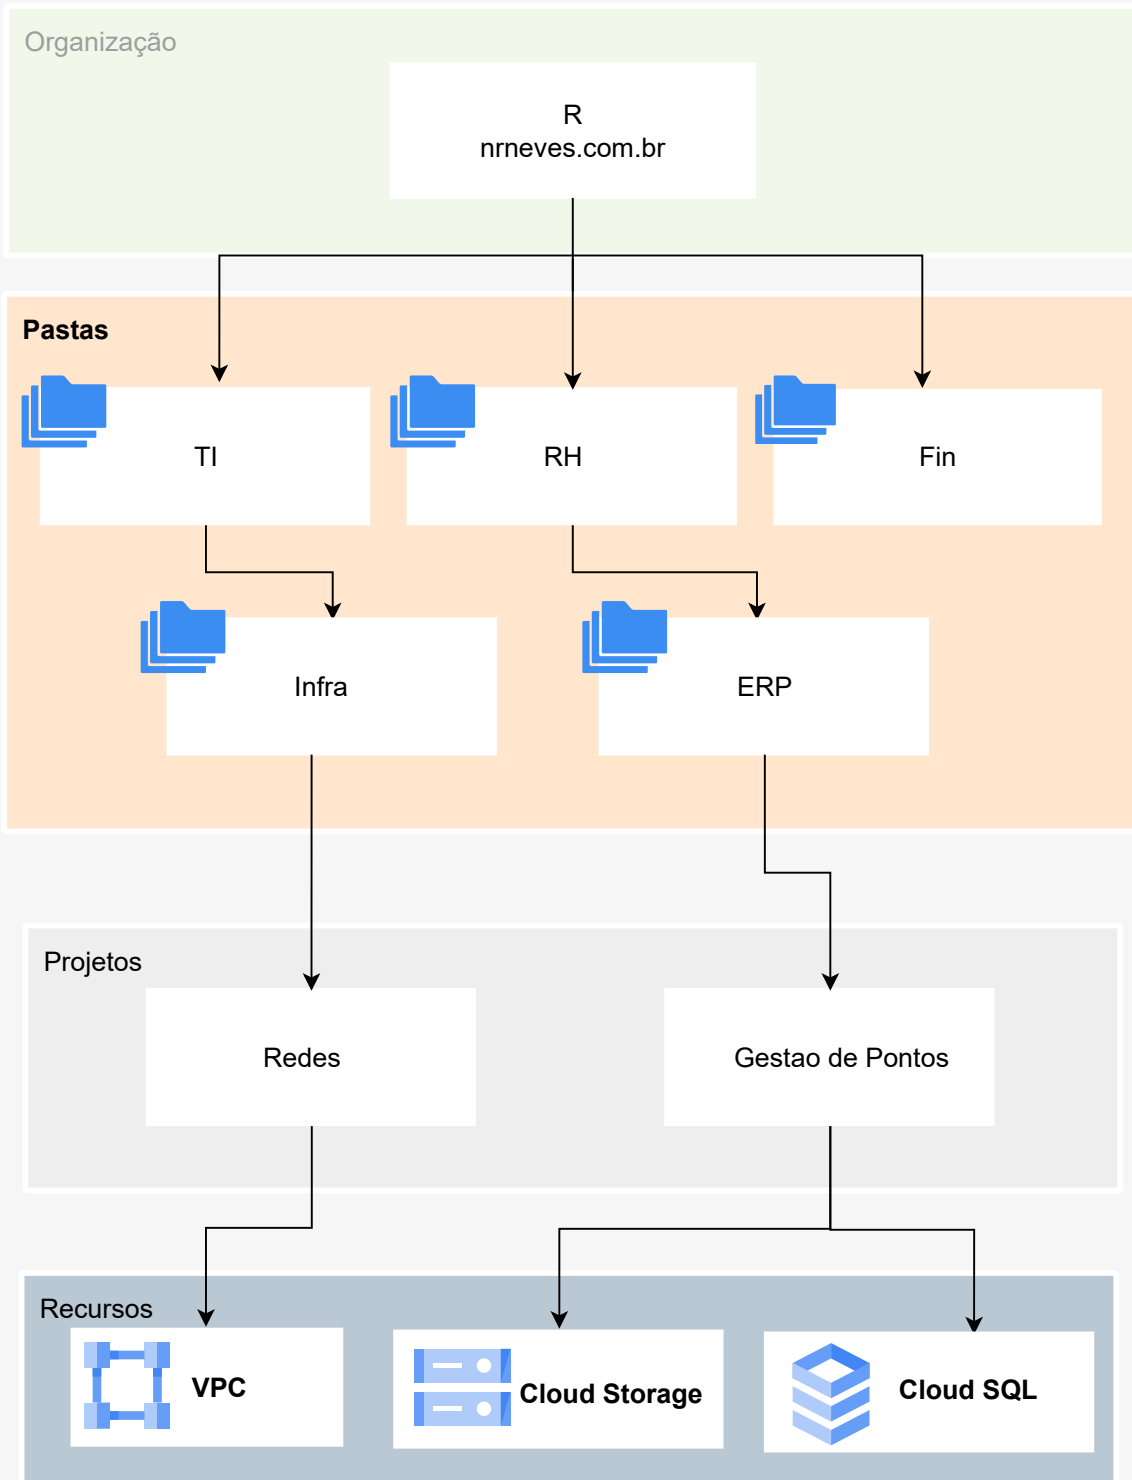 Organização
R
nrneves.com.br
Pastas
TI
RH
Fin
Infra
ERP
Projetos
Redes
Gestao de Pontos
Recursos
VPC
Cloud Storage
Cloud SQL